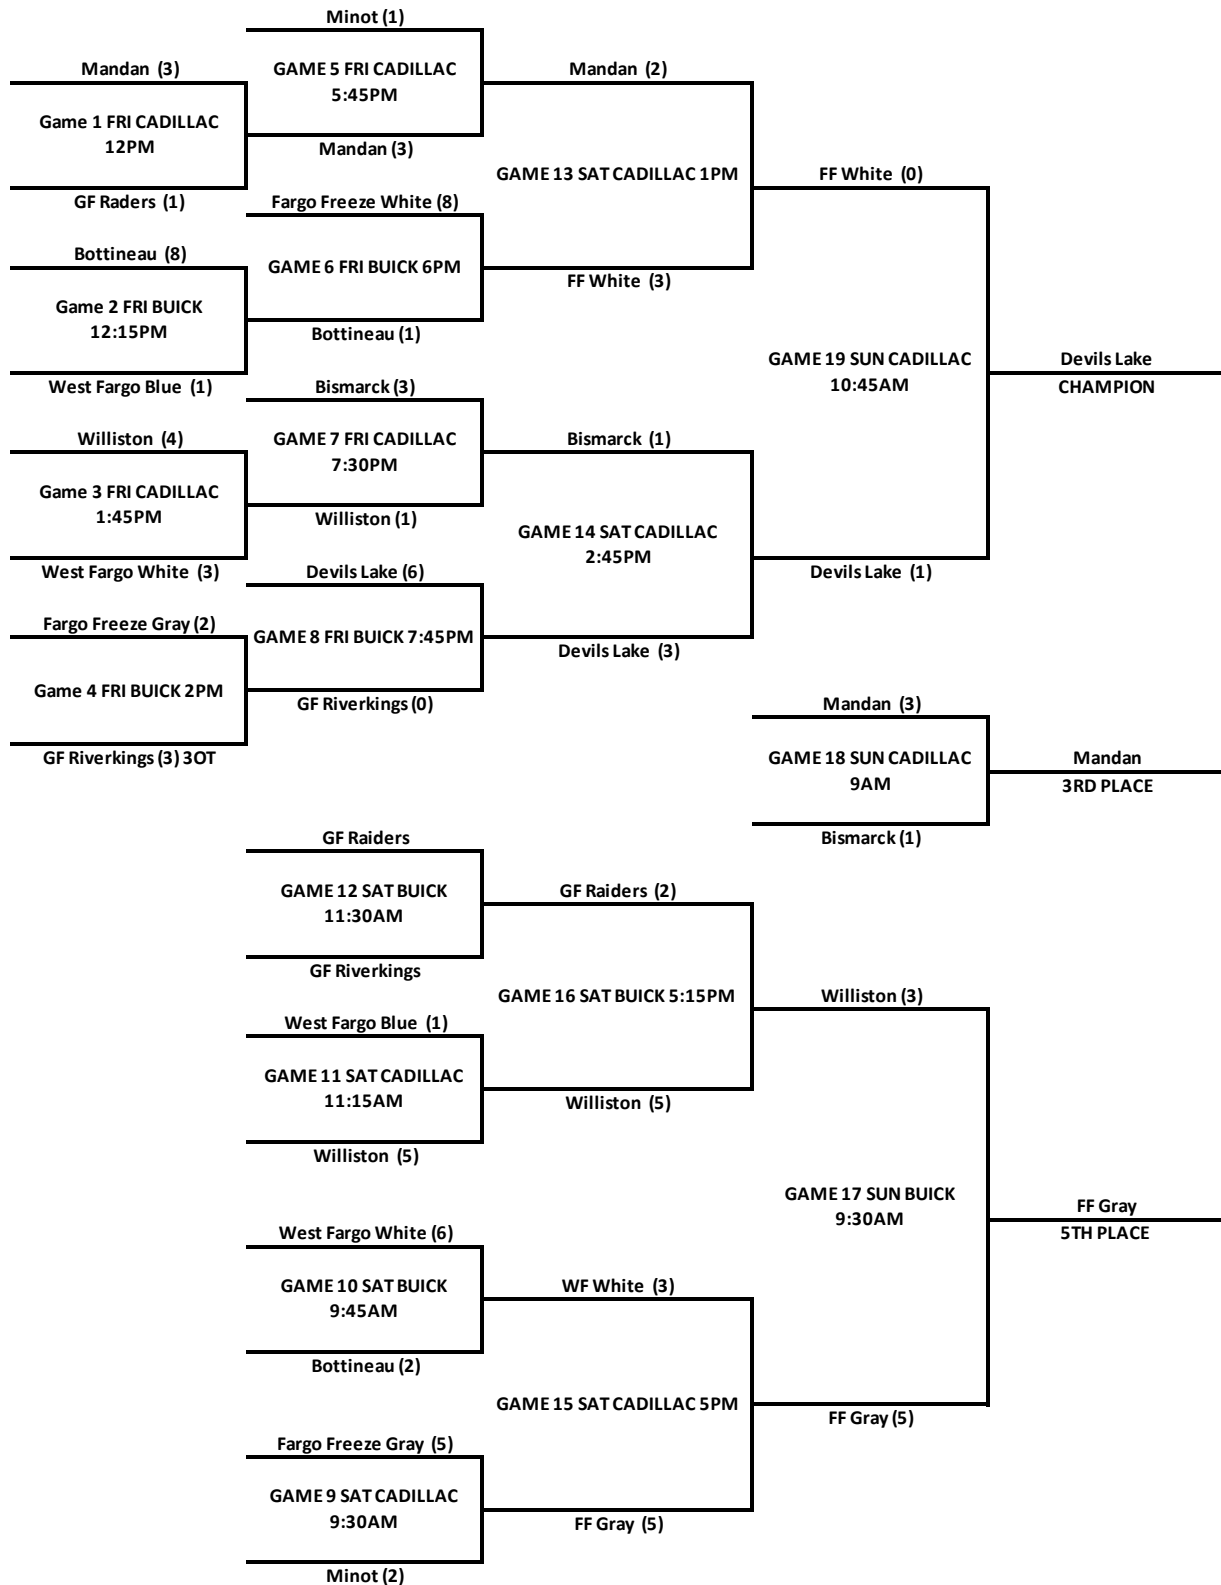 Minot (1)
Mandan (3)
GAME 5 FRI CADILLAC
5:45PM
Mandan (2)
Game 1 FRI CADILLAC
12PM
Mandan (3)
GAME 13 SAT CADILLAC 1PM
FF White (0)
GF Raders (1)
Fargo Freeze White (8)
Bottineau (8)
GAME 6 FRI BUICK 6PM
FF White (3)
Game 2 FRI BUICK
12:15PM
Bottineau (1)
GAME 19 SUN CADILLAC
10:45AM
Devils Lake
CHAMPION
West Fargo Blue (1)
Bismarck (3)
Williston (4)
GAME 7 FRI CADILLAC
7:30PM
Bismarck (1)
Game 3 FRI CADILLAC
1:45PM
Williston (1)
GAME 14 SAT CADILLAC
2:45PM
West Fargo White (3)
Devils Lake (6)
Devils Lake (1)
Fargo Freeze Gray (2)
GAME 8 FRI BUICK 7:45PM
Devils Lake (3)
Game 4 FRI BUICK 2PM
GF Riverkings (0)
Mandan (3)
GF Riverkings (3) 3OT
GAME 18 SUN CADILLAC
9AM
Mandan
3RD PLACE
GF Raiders
Bismarck (1)
GAME 12 SAT BUICK
11:30AM
GF Raiders (2)
GF Riverkings
GAME 16 SAT BUICK 5:15PM
Williston (3)
West Fargo Blue (1)
GAME 11 SAT CADILLAC
11:15AM
Williston (5)
Williston (5)
GAME 17 SUN BUICK
9:30AM
FF Gray
5TH PLACE
West Fargo White (6)
GAME 10 SAT BUICK
9:45AM
WF White (3)
Bottineau (2)
GAME 15 SAT CADILLAC 5PM
FF Gray (5)
Fargo Freeze Gray (5)
GAME 9 SAT CADILLAC
9:30AM
FF Gray (5)
Minot (2)